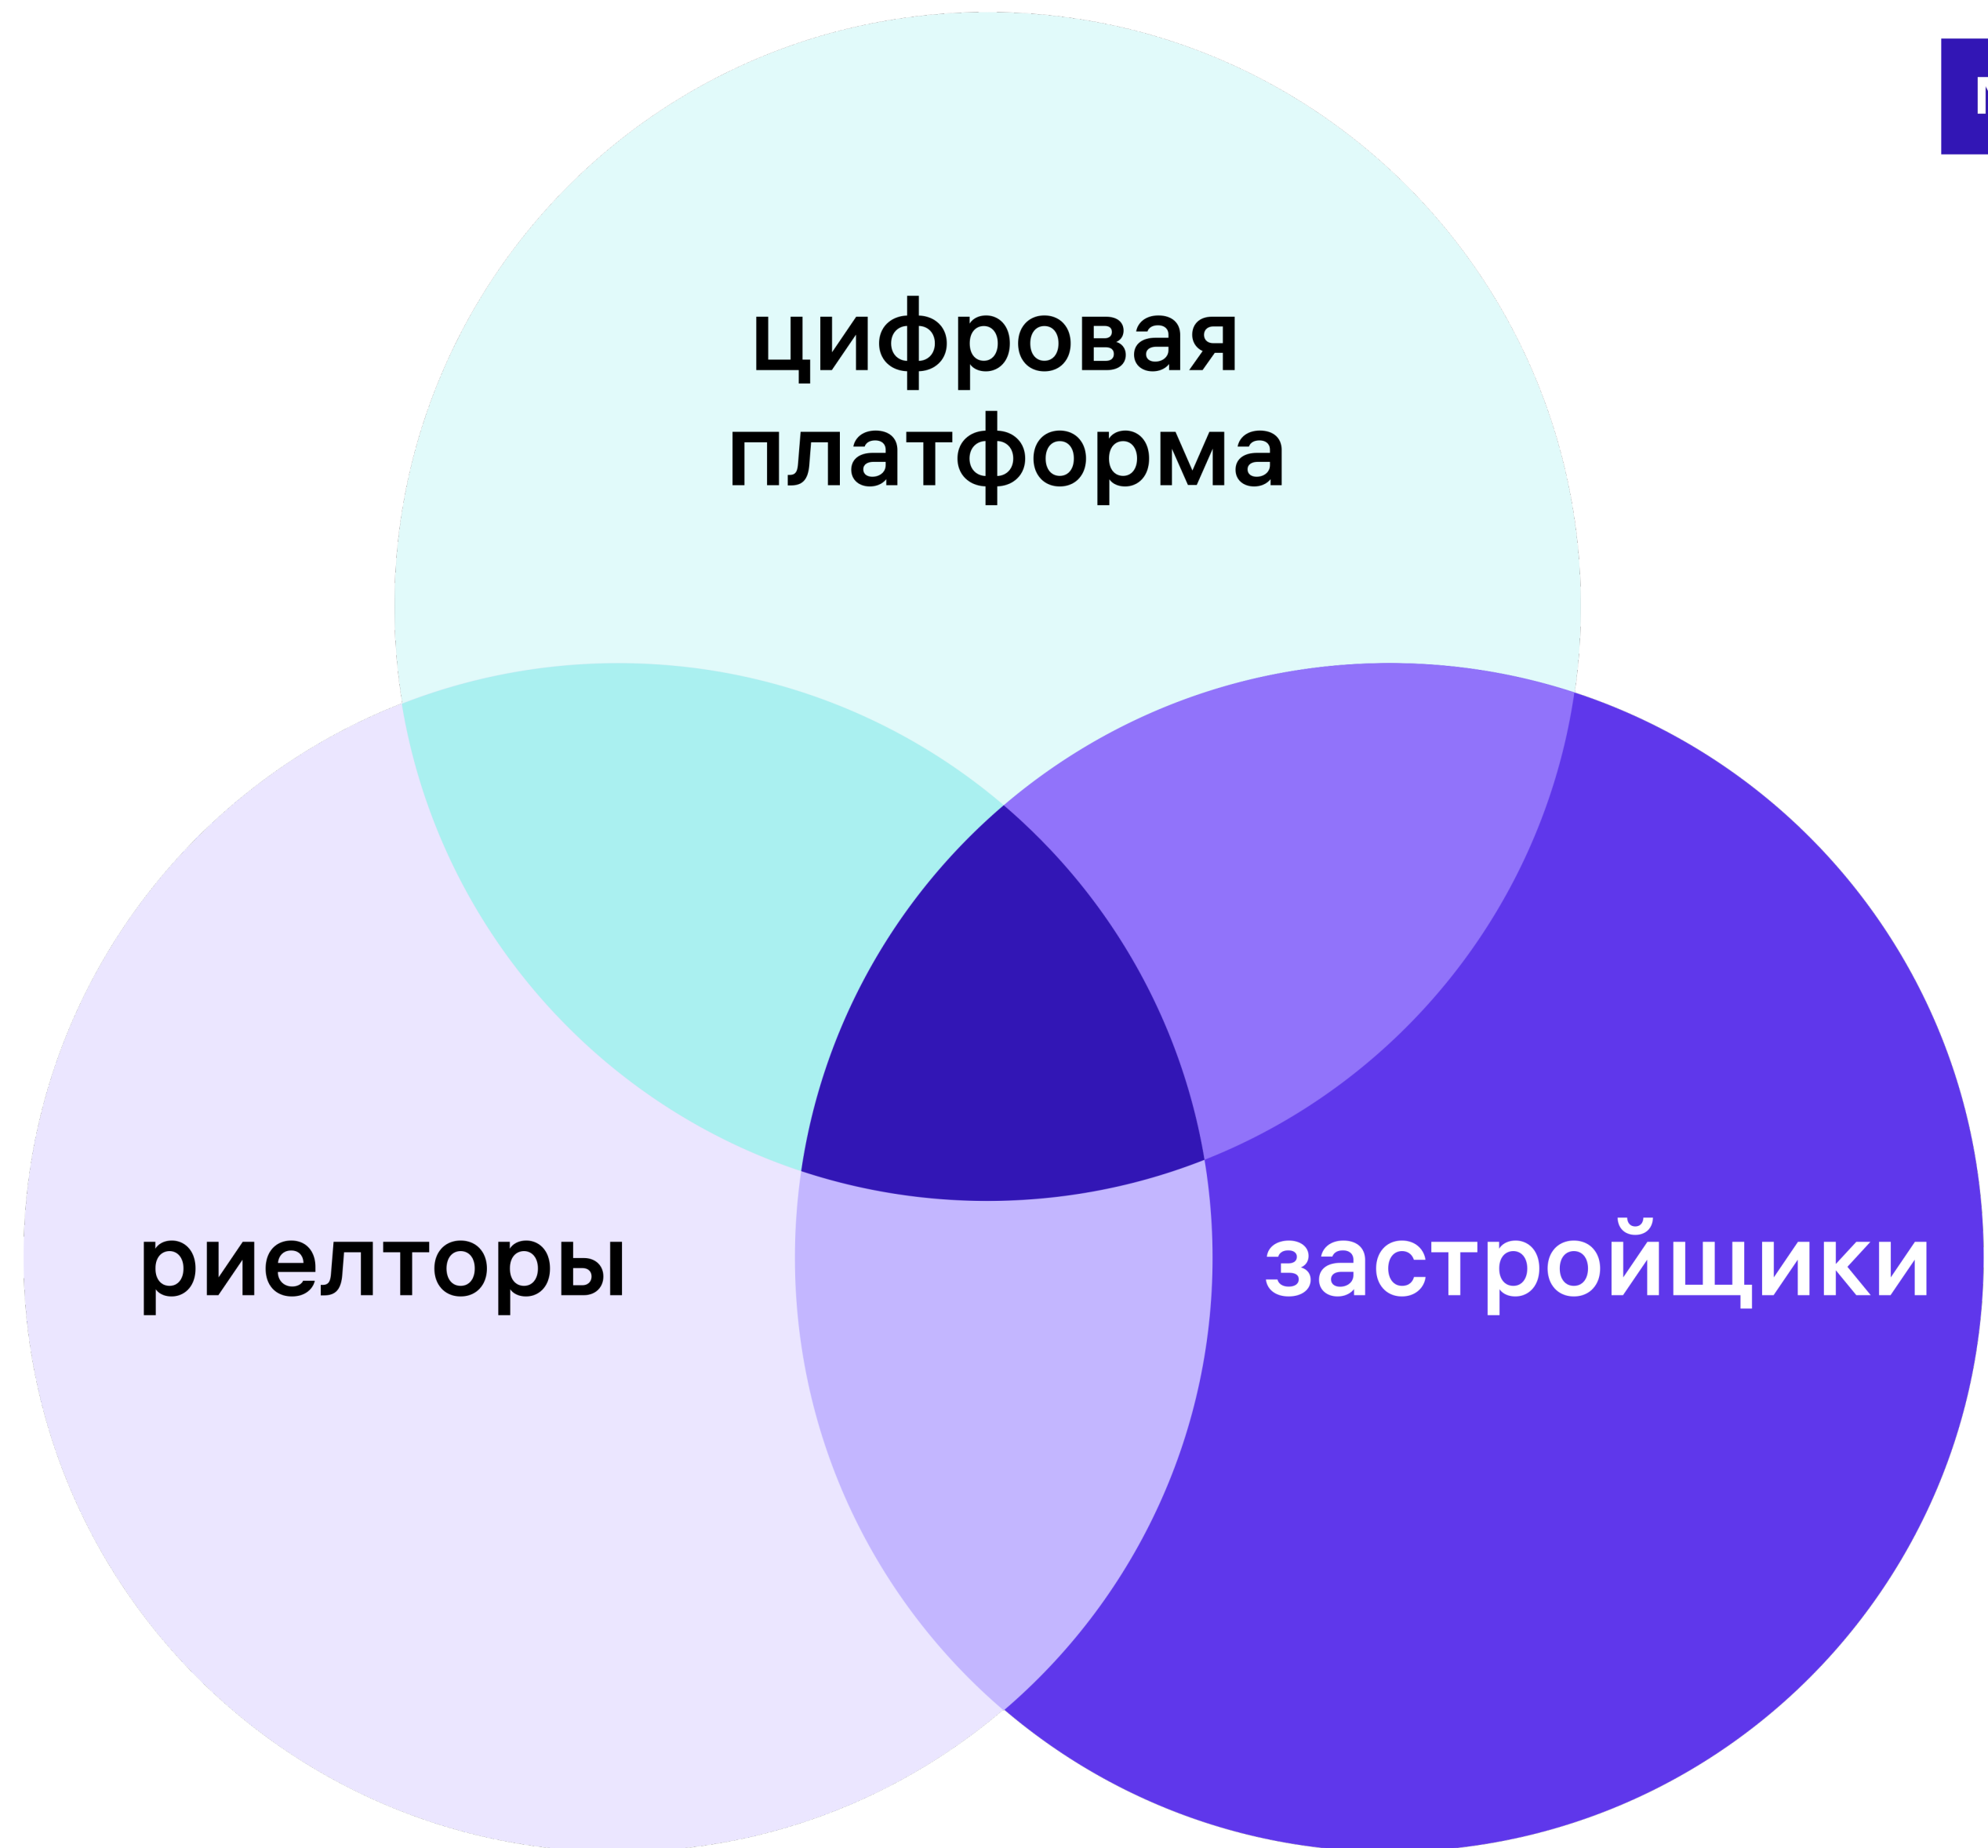 цифровая
платформа
риелторы
застройщики